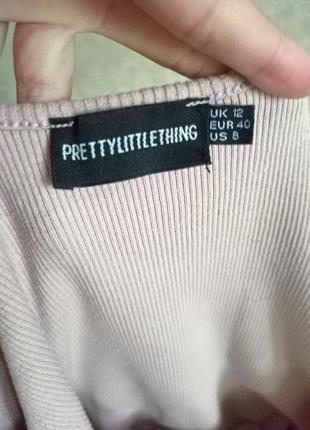 PRETTYLITTLETHING
UK 12
EUR 40
US 8